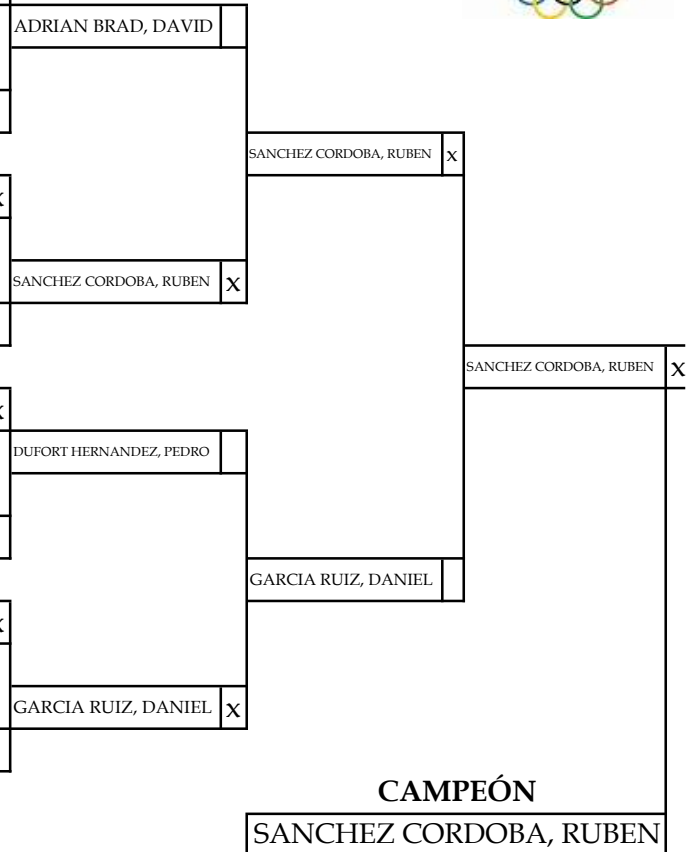 ADRIAN BRAD, DAVID
SANCHEZ CORDOBA, RUBEN x
x
SANCHEZ CORDOBA, RUBEN x
SANCHEZ CORDOBA, RUBEN x
x
DUFORT HERNANDEZ, PEDRO
GARCIA RUIZ, DANIEL
x
GARCIA RUIZ, DANIEL x
CAMPEÓN
SANCHEZ CORDOBA, RUBEN